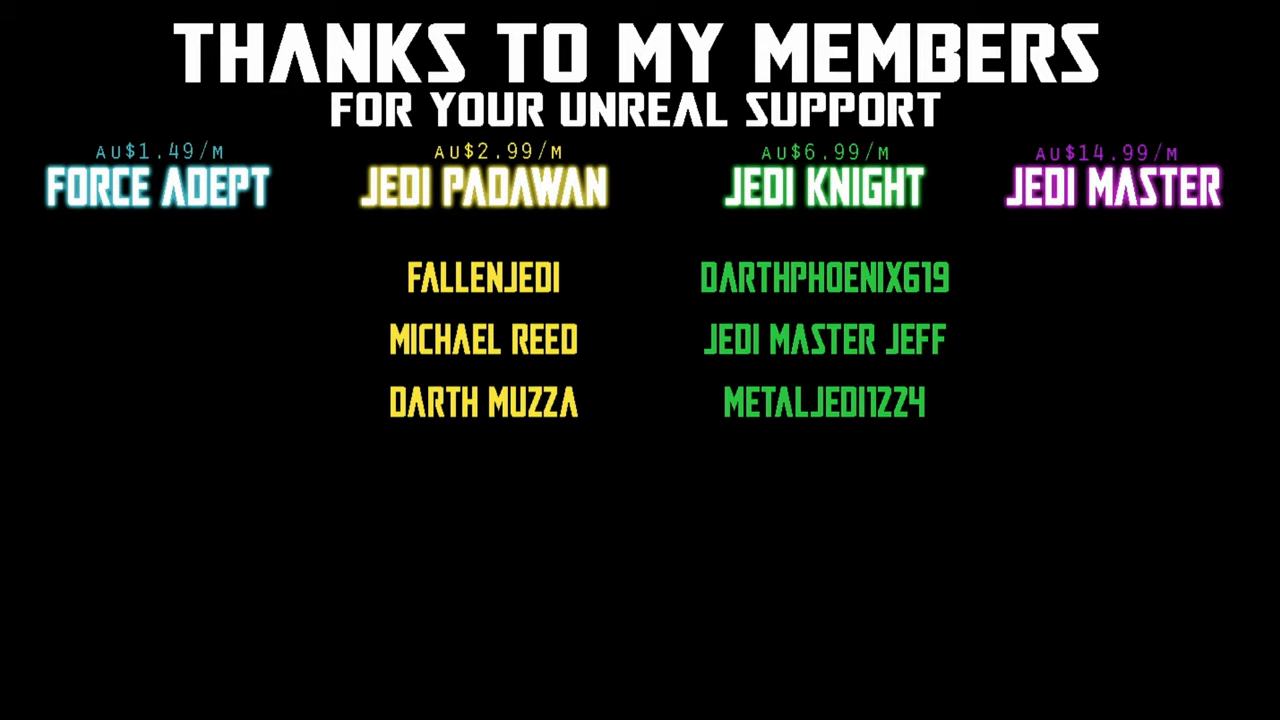 THANKS TO MY MEMBERS
FOR YOUR UNREAL SUPPORT
AU$1.49/M
FORCE ADEPT
AU$2.99/M
JEDI PADAWAN
FALLENJEDI
MICHAEL REED
DARTH MUZZA
AU$6.99/M
JEDI KNIGHT
DARTHPHOENIX619
JEDI MASTER JEFF
METALJEDI1224
AU$14.99/M
JEDI MASTER